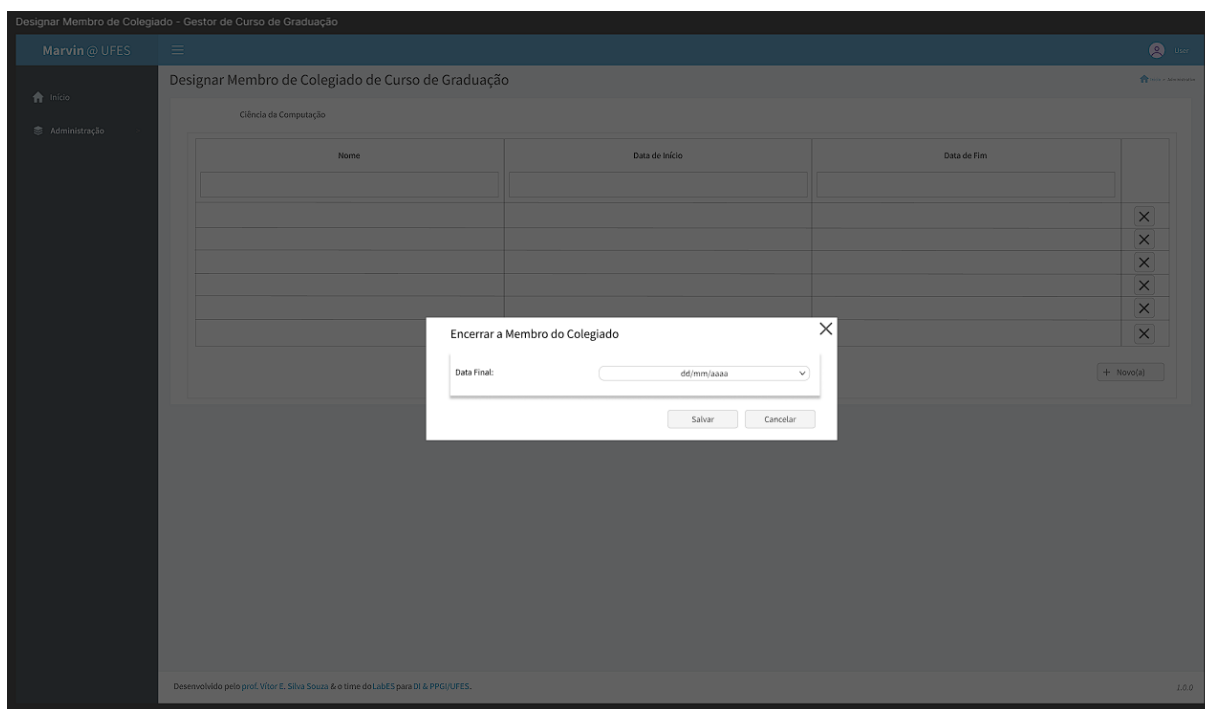 Designar Membro de Colegiado - Gestor de Curso de Graduação
Marvin @ UFES
User
Designar Membro de Colegiado de Curso de Graduação
Início
Ciência da Computação
Administração
Nome Data de Início Data de Fim
Encerrar a Membro do Colegiado
Data Final: dd/mm/aaaa
+ Novo(a)
Salvar Cancelar
Desenvolvido pelo prof. Vítor E. Silva Souza & o time do LabES para DI & PPGI/UFES.
1.0.0